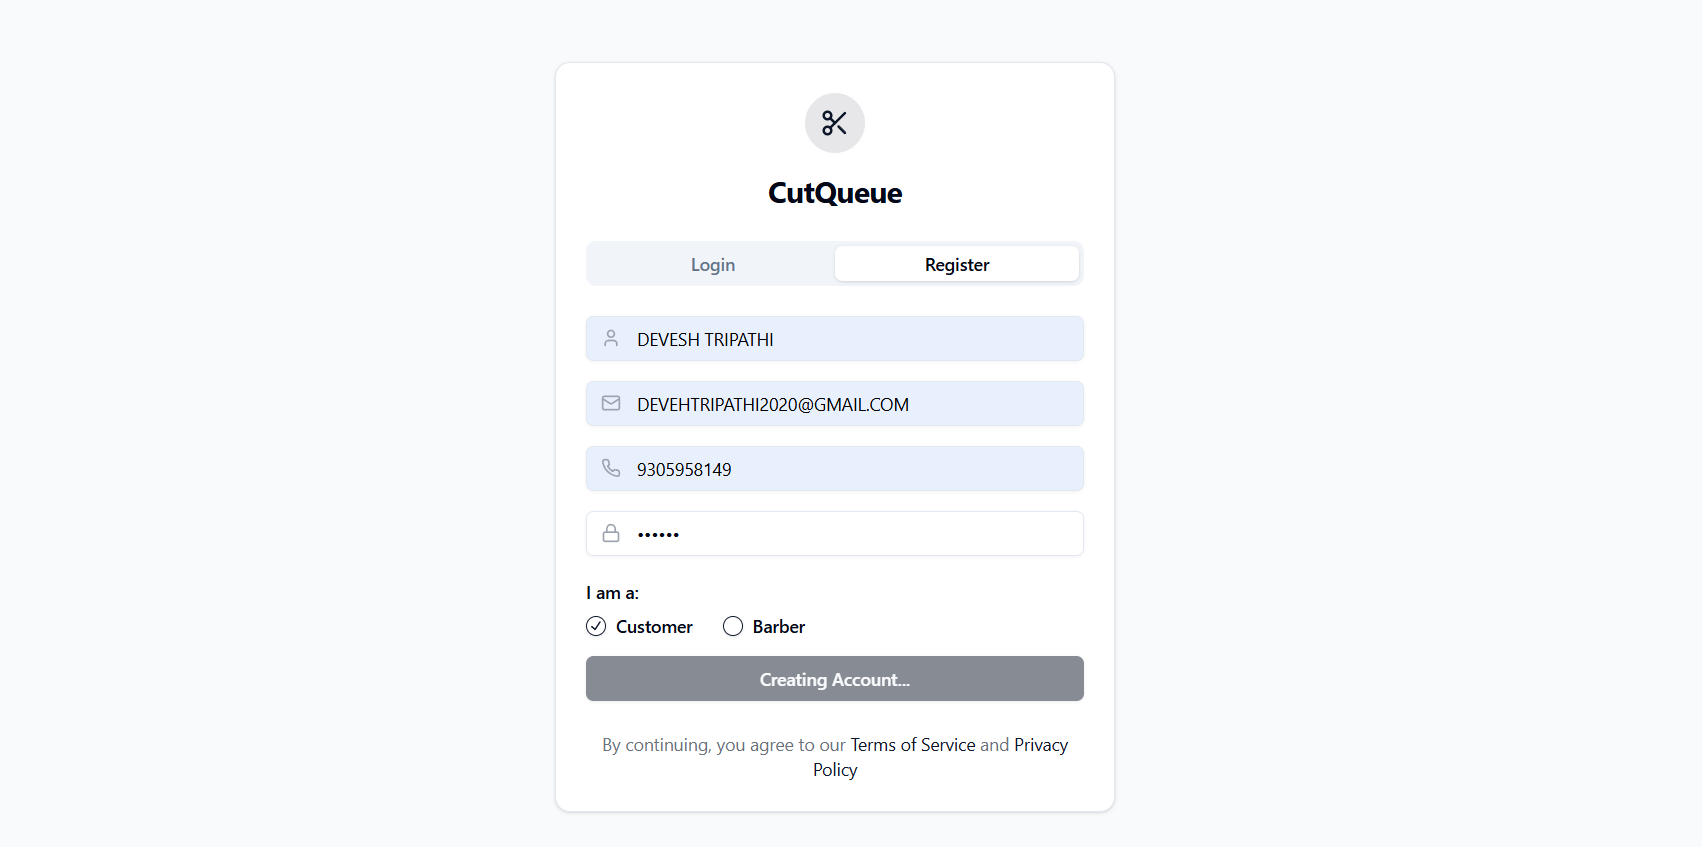 CutQueue
Login Register
DEVESH TRIPATHI
DEVEHTRIPATHI2020@GMAIL.COM
9305958149
••••••
I am a:
Customer Barber
Creating Account...
By continuing, you agree to our Terms of Service and Privacy
Policy